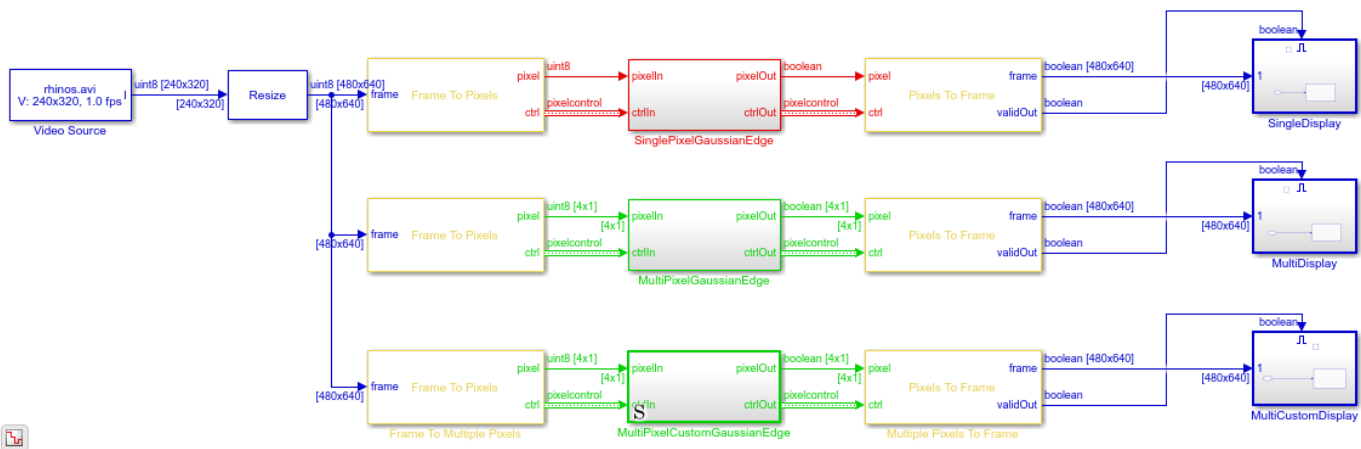 rhinos.avi
V: 240x320, 1.0 fps
I
Video Source
uint8 [240x320]
[240x320]
Resize
uint8 [480x640]
[480x640]
frame
Frame To Pixels
pixel
ctrl
uint8
pixelcontrol
pixelIn
ctrlIn
pixelOut
ctrlOut
SinglePixelGaussianEdge
boolean
pixelcontrol
pixel
ctrl
Pixels To Frame
frame
validOut
boolean [480x640]
[480x640]
boolean
boolean
1
SingleDisplay
[480x640]
frame
Frame To Pixels
pixel
ctrl
uint8 [4x1]
[4x1]
pixelcontrol
pixelIn
ctrlIn
pixelOut
ctrlOut
MultiPixelGaussianEdge
boolean [4x1]
[4x1]
pixelcontrol
pixel
ctrl
Pixels To Frame
frame
validOut
boolean [480x640]
[480x640]
boolean
boolean
1
MultiDisplay
[480x640]
frame
Frame To Pixels
pixel
ctrl
Frame To Multiple Pixels
uint8 [4x1]
[4x1]
pixelcontrol
pixelIn
ctrlIn
S
pixelOut
ctrlOut
MultiPixelCustomGaussianEdge
boolean [4x1]
[4x1]
pixelcontrol
pixel
ctrl
Pixels To Frame
frame
validOut
Multiple Pixels To Frame
boolean [480x640]
[480x640]
boolean
boolean
1
MultiCustomDisplay